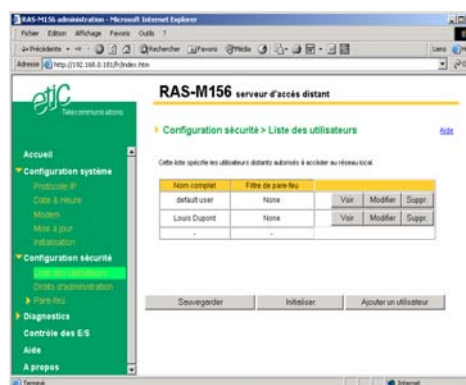 RAS-M156 administration - Microsoft Internet Explorer
Fichier Edition Affichage Favoris Outils ?
Précédente Rechercher Favoris Média Liens
Adresse http://192.168.0.181/fr/index.htm
etic
Télécommunications
RAS-M156 serveur d'accès distant
Configuration sécurité > Liste des utilisateurs
Aide
Cette liste spécifie les utilisateurs distants autorisés à accéder au réseau local.
Nom complet Filtre de pare-feu
default user None Voir Modifier Suppr.
Louis Dupont None Voir Modifier Suppr.
- -
Sauvegarder Initialiser Ajouter un utilisateur
Accueil
Configuration système
Protocole IP
Date & Heure
Modem
Mise à jour
Initialisation
Configuration sécurité
Liste des utilisateurs
Droits d'administration
Pare-feu
Diagnostics
Contrôle des E/S
Aide
A propos
Terminé Internet